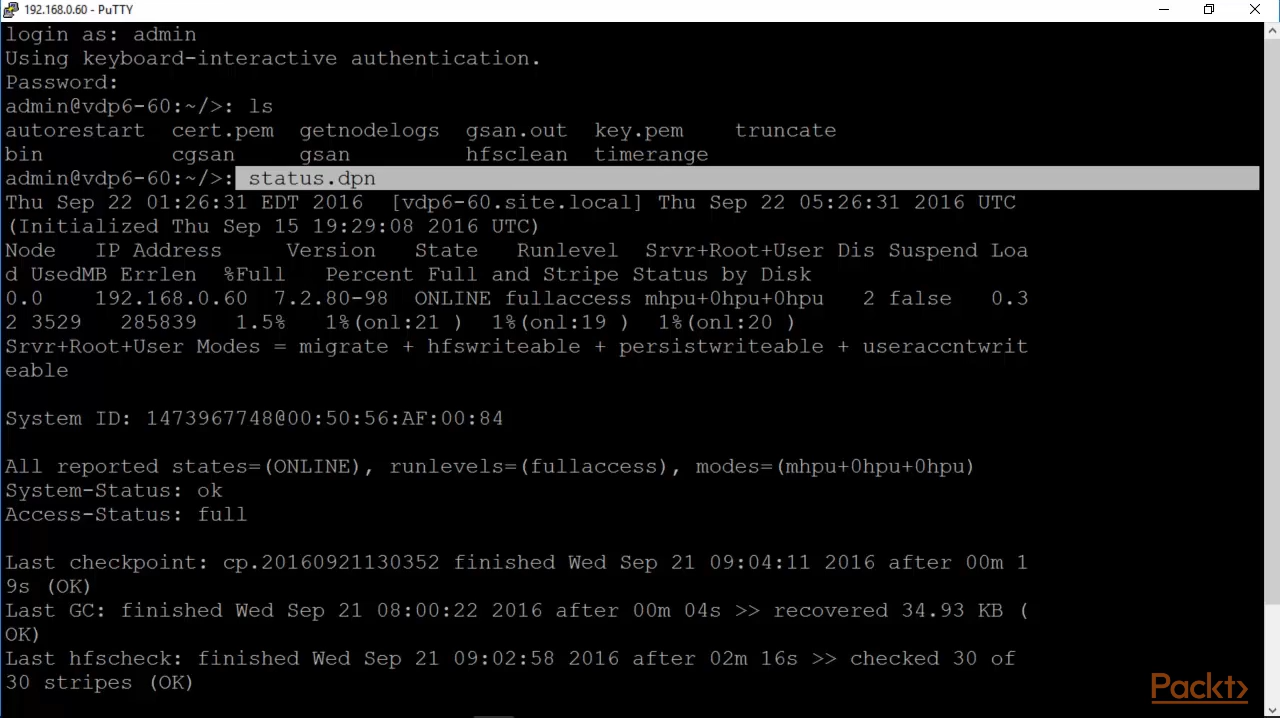 192.168.0.60 - PuTTY
login as: admin
Using keyboard-interactive authentication.
Password:
admin@vdp6-60:~/>: ls
autorestart  cert.pem  getnodelogs  gsan.out  key.pem    truncate
bin          cgsan     gsan         hfsclean  timerange
admin@vdp6-60:~/>: status.dpn
Thu Sep 22 01:26:31 EDT 2016  [vdp6-60.site.local] Thu Sep 22 05:26:31 2016 UTC
(Initialized Thu Sep 15 19:29:08 2016 UTC)
Node   IP Address     Version   State   Runlevel  Srvr+Root+User Dis Suspend Loa
d UsedMB Errlen  %Full   Percent Full and Stripe Status by Disk
0.0    192.168.0.60  7.2.80-98  ONLINE fullaccess mhpu+0hpu+0hpu   2 false   0.3
2 3529   285839   1.5%   1%(onl:21 )  1%(onl:19 )  1%(onl:20 )
Srvr+Root+User Modes = migrate + hfswriteable + persistwriteable + useraccntwrit
eable
System ID: 1473967748@00:50:56:AF:00:84
All reported states=(ONLINE), runlevels=(fullaccess), modes=(mhpu+0hpu+0hpu)
System-Status: ok
Access-Status: full
Last checkpoint: cp.20160921130352 finished Wed Sep 21 09:04:11 2016 after 00m 1
9s (OK)
Last GC: finished Wed Sep 21 08:00:22 2016 after 00m 04s >> recovered 34.93 KB (
OK)
Last hfscheck: finished Wed Sep 21 09:02:58 2016 after 02m 16s >> checked 30 of
30 stripes (OK)
Packt>